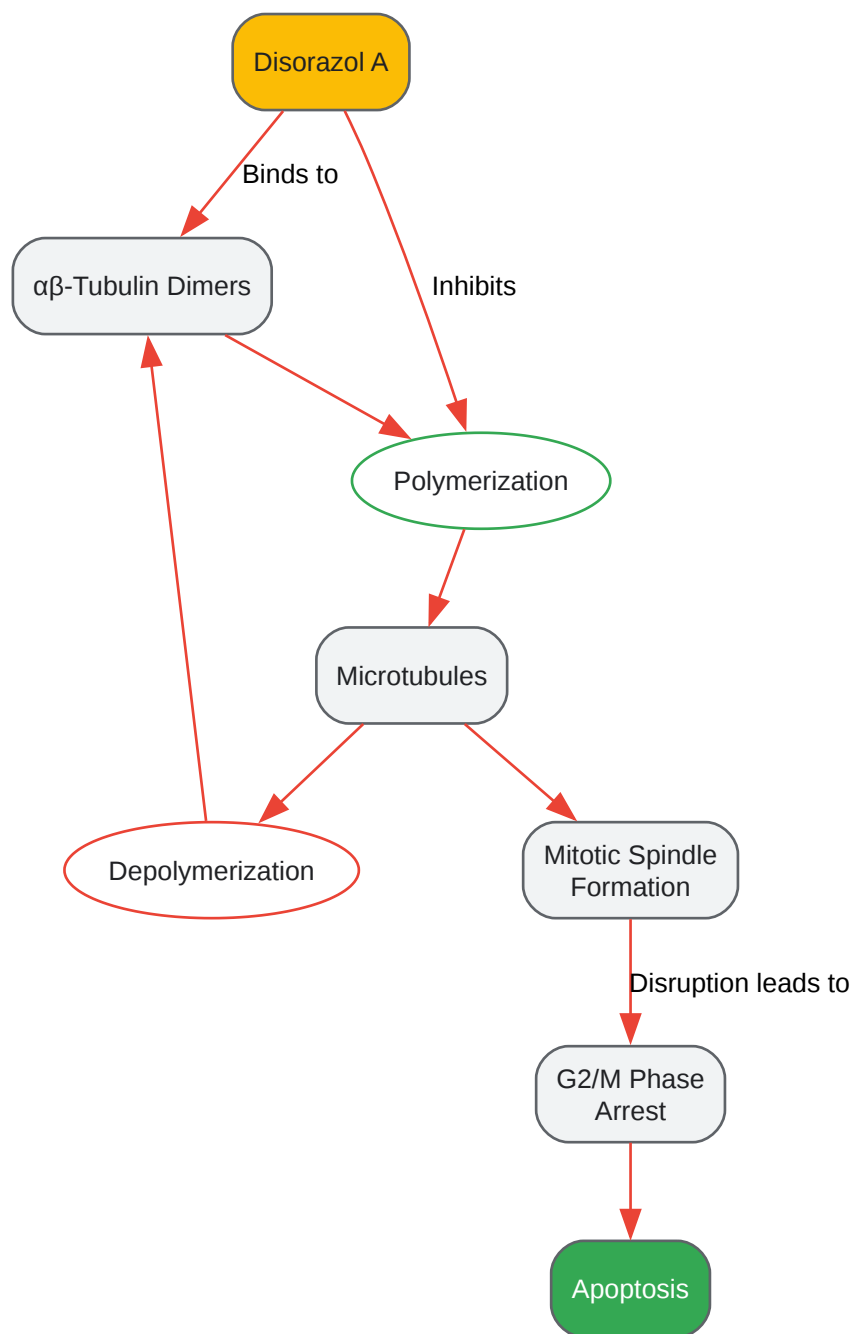 Disorazol A
Binds to
αβ-Tubulin Dimers
Inhibits
Polymerization
Microtubules
Depolymerization
Mitotic Spindle
Formation
Disruption leads to
G2/M Phase
Arrest
Apoptosis